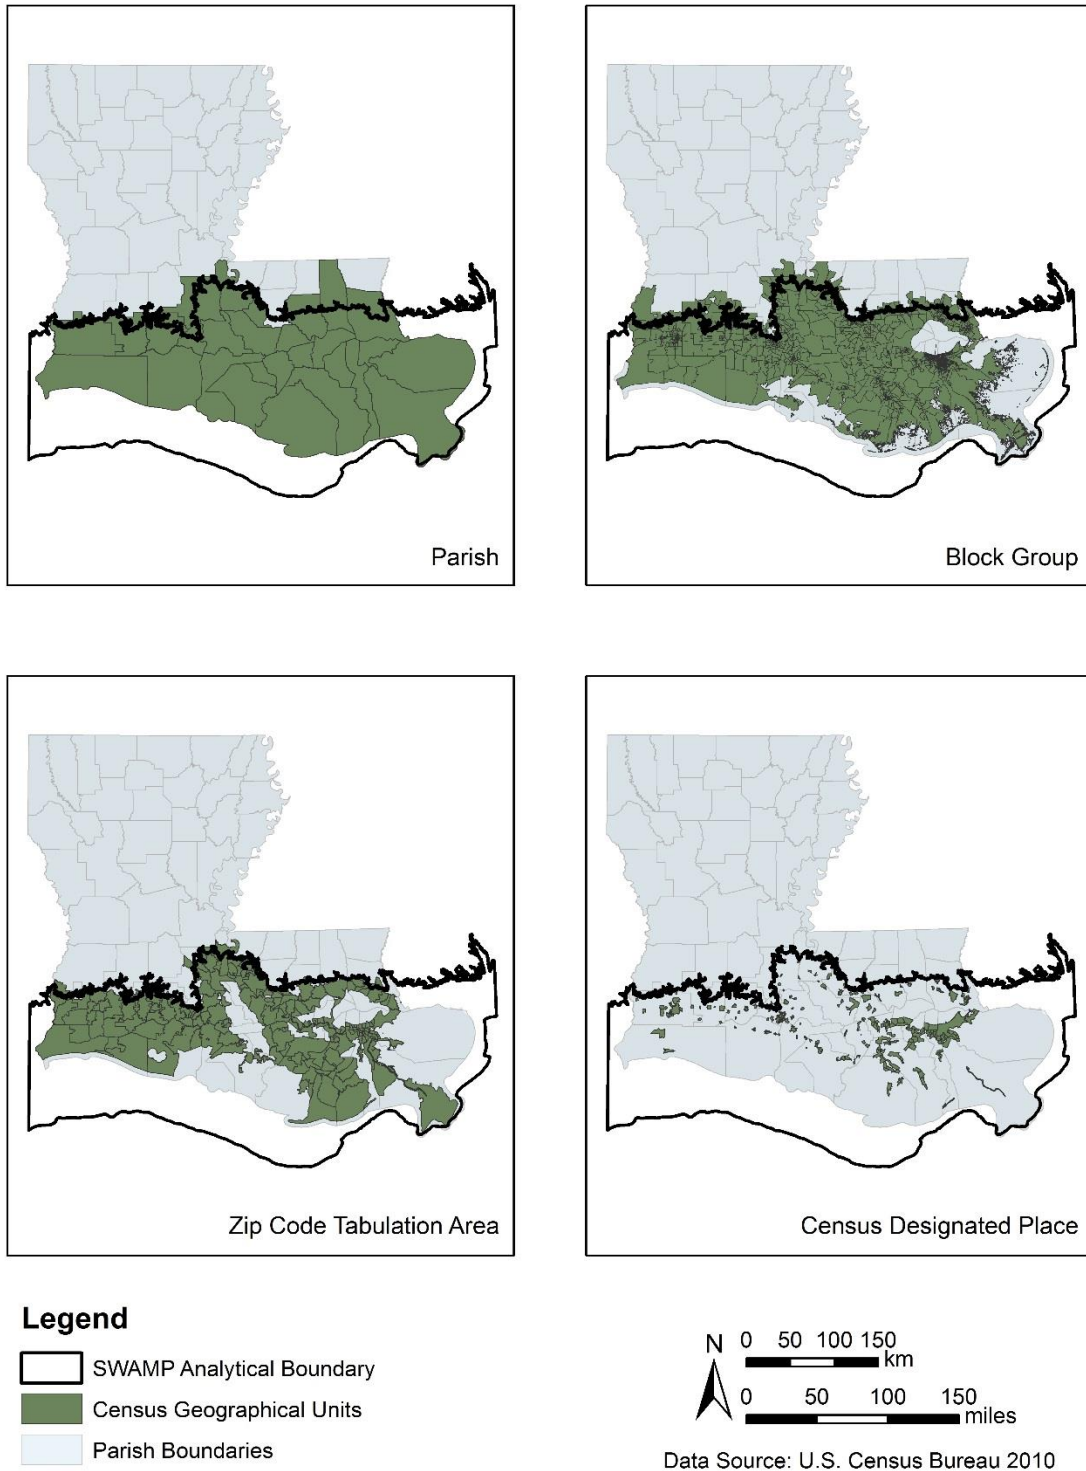 Parish
Block Group
Zip Code Tabulation Area
Census Designated Place
Legend
SWAMP Analytical Boundary
Census Geographical Units
Parish Boundaries
N
0 50 100 150
km
0 50 100 150
miles
Data Source: U.S. Census Bureau 2010